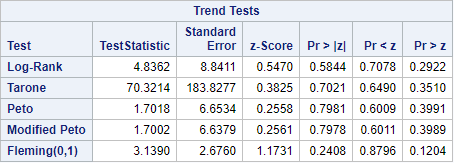 Trend Tests
Test TestStatistic Standard Error z-Score Pr > |z| Pr < z Pr > z
Log-Rank 4.8362 8.8411 0.5470 0.5844 0.7078 0.2922
Tarone 70.3214 183.8277 0.3825 0.7021 0.6490 0.3510
Peto 1.7018 6.6534 0.2558 0.7981 0.6009 0.3991
Modified Peto 1.7002 6.6379 0.2561 0.7978 0.6011 0.3989
Fleming(0,1) 3.1390 2.6760 1.1731 0.2408 0.8796 0.1204